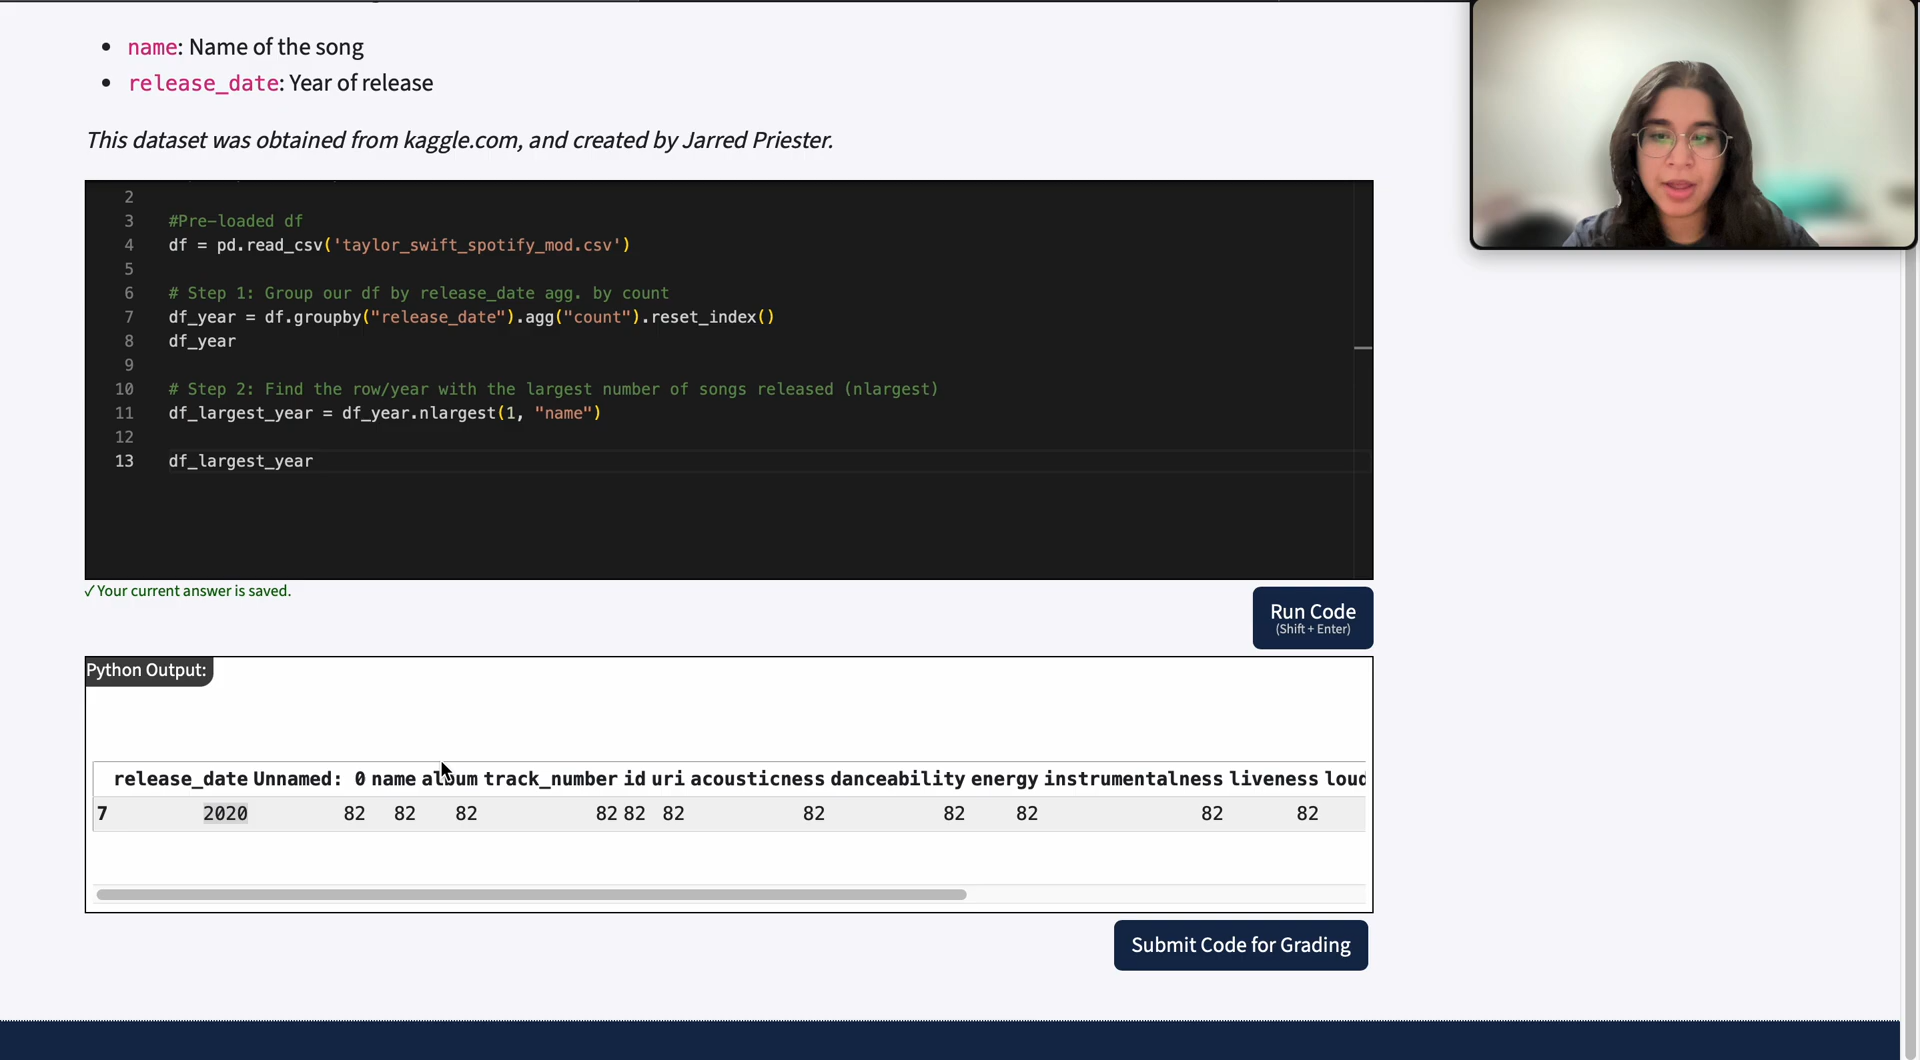 • name: Name of the song
• release_date: Year of release
This dataset was obtained from kaggle.com, and created by Jarred Priester.
2
3 #Pre-loaded df
4 df = pd.read_csv('taylor_swift_spotify_mod.csv')
5
6 # Step 1: Group our df by release_date agg. by count
7 df_year = df.groupby("release_date").agg("count").reset_index()
8 df_year
9
10 # Step 2: Find the row/year with the largest number of songs released (nlargest)
11 df_largest_year = df_year.nlargest(1, "name")
12
13 df_largest_year
✓Your current answer is saved.
Run Code
(Shift + Enter)
Python Output:
release_date Unnamed: 0 name album track_number id uri acousticness danceability energy instrumentalness liveness loud
7 2020 82 82 82 82 82 82 82 82 82 82 82
Submit Code for Grading